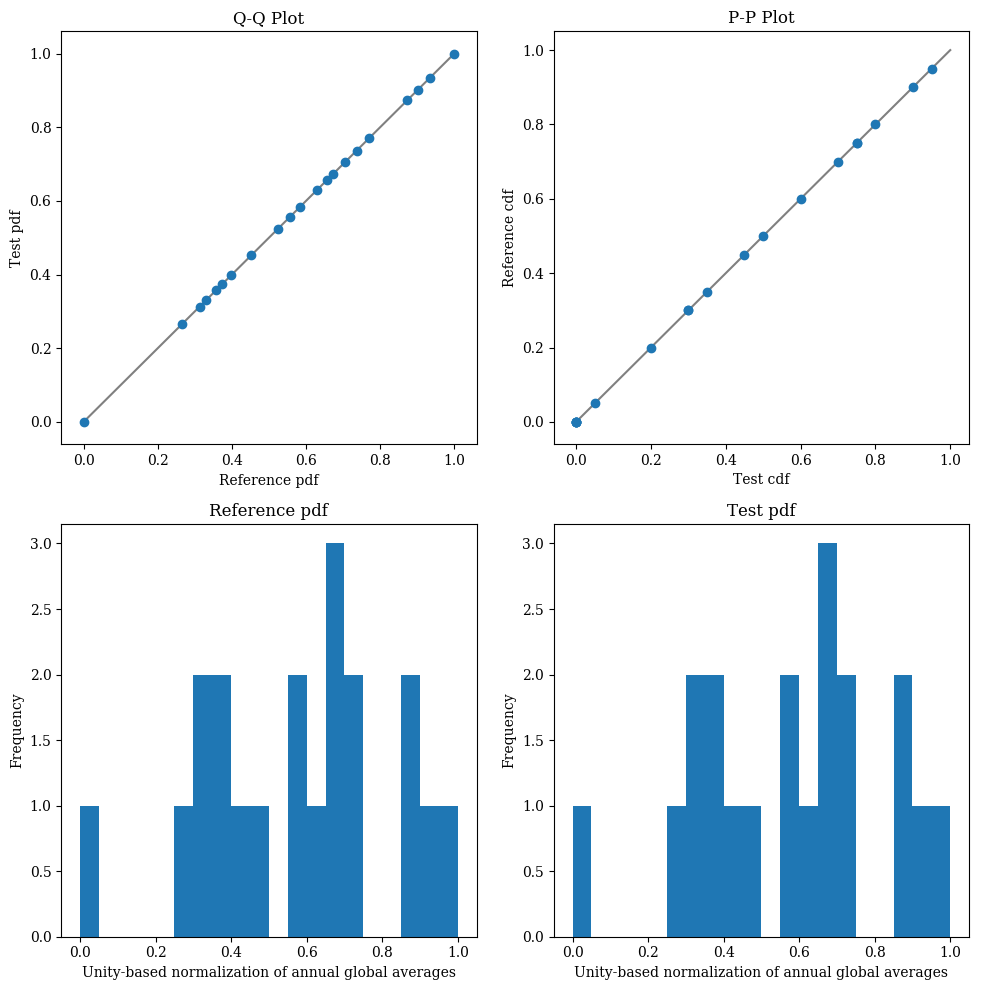 Q-Q Plot
1.0
0.8
0.6
0.4
0.2
0.0
Test pdf
0.0 0.2 0.4 0.6 0.8 1.0
Reference pdf
P-P Plot
1.0
0.8
0.6
0.4
0.2
0.0
Reference cdf
0.0 0.2 0.4 0.6 0.8 1.0
Test cdf
Reference pdf
3.0
2.5
2.0
1.5
1.0
0.5
0.0
Frequency
0.0 0.2 0.4 0.6 0.8 1.0
Unity-based normalization of annual global averages
Test pdf
3.0
2.5
2.0
1.5
1.0
0.5
0.0
Frequency
0.0 0.2 0.4 0.6 0.8 1.0
Unity-based normalization of annual global averages